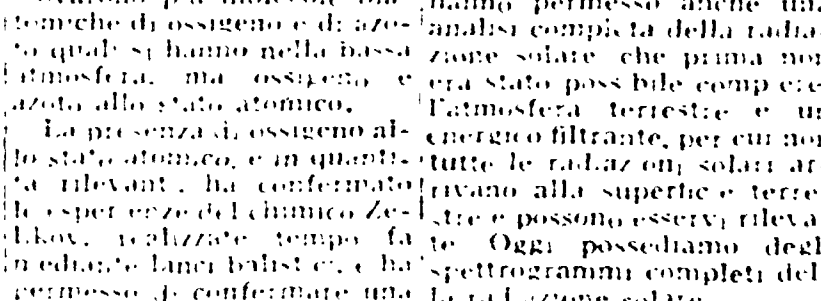 tomiche di ossigeno e di azo-
to quali si hanno nella bassa
atmosfera, ma ossigeno e
azoto allo stato atomico.
La presenza di ossigeno al-
lo stato atomico, e in quanti-
tà rilevanti, ha confermato
le esperienze del chimico Ze-
likov, realizzate tempo fa
mediante lanci balistici, e ha
permesso di confermare una
hanno permesso anche una
analisi completa della radia-
zione solare che prima non
era stato possibile compiere.
l'atmosfera terrestre è un
energico filtrante, per cui non
tutte le radiazioni solari ar-
rivano alla superficie terre-
stre e possono esservi rileva-
te. Oggi possediamo degli
spettrogrammi completi del-
la radiazione solare